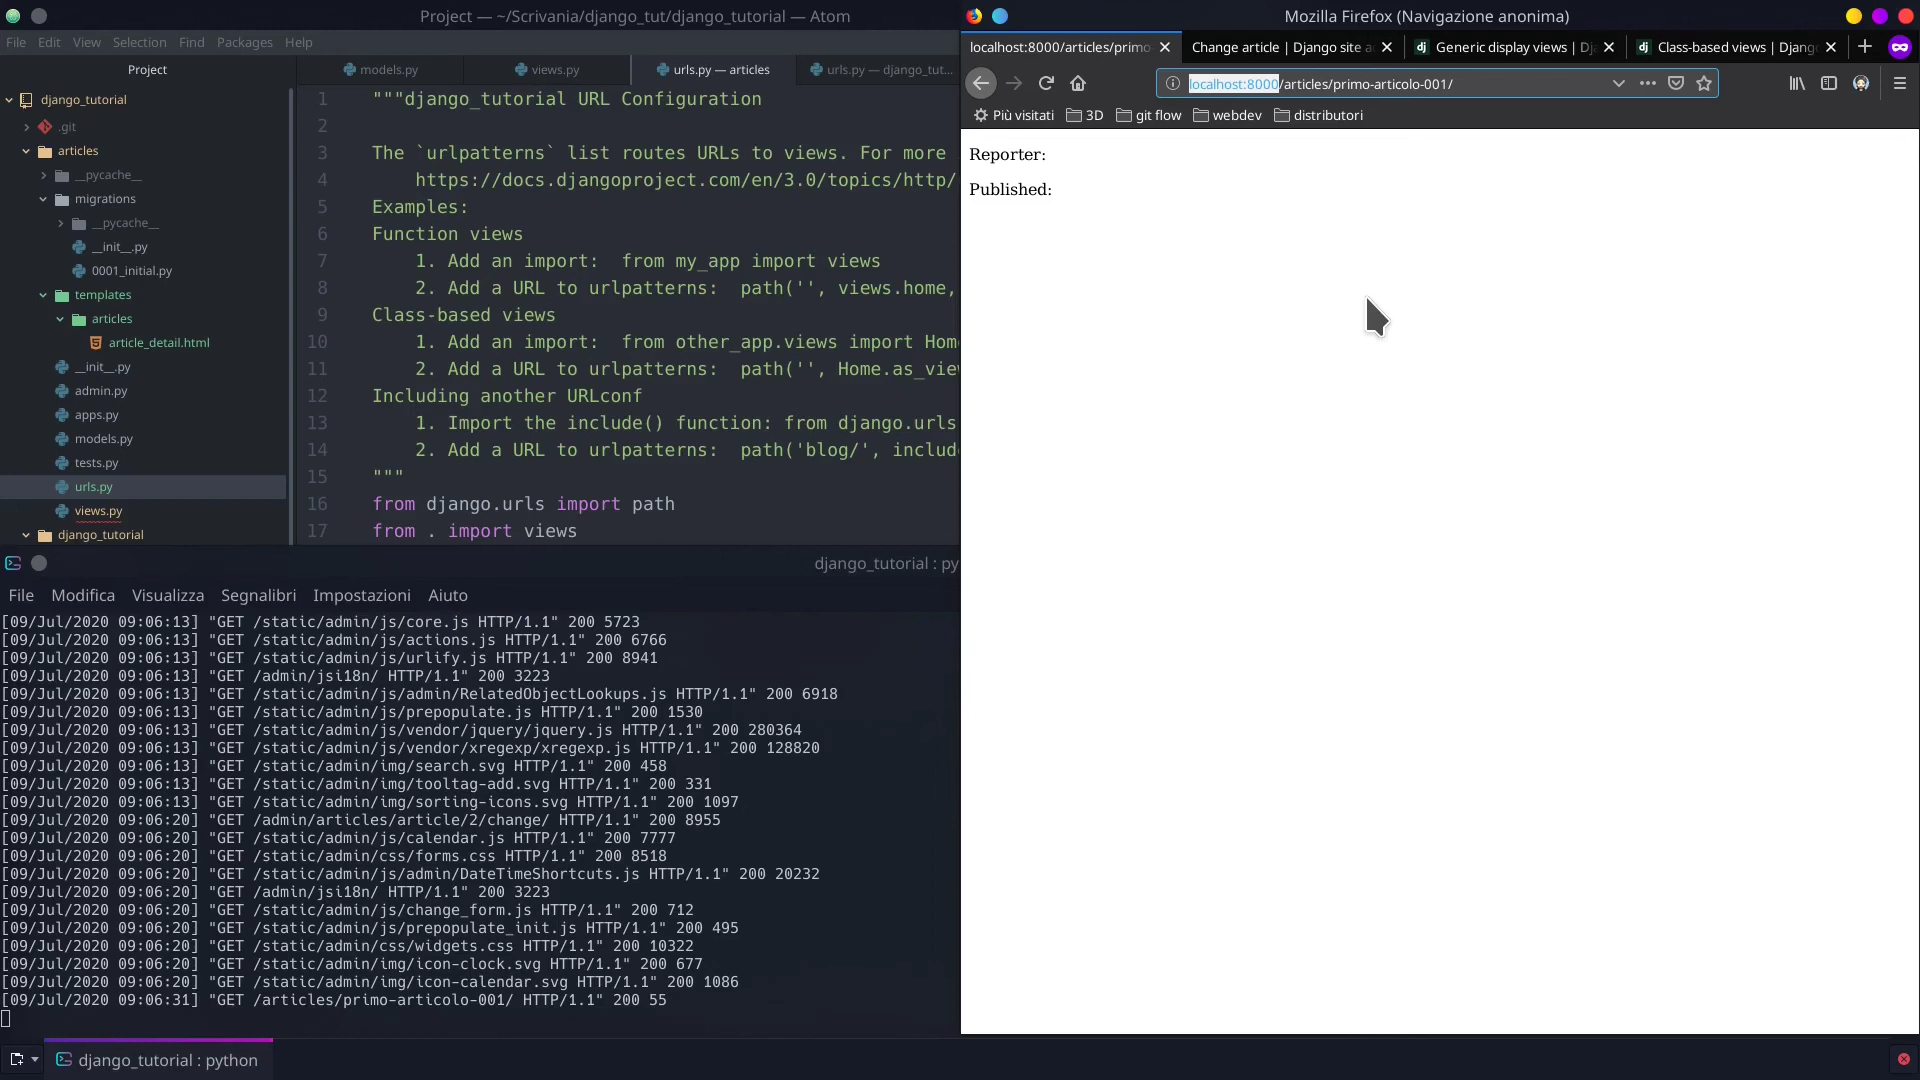 Project — ~/Scrivania/django_tut/django_tutorial — Atom
File Edit View Selection Find Packages Help
Project
django_tutorial
.git
articles
__pycache__
migrations
__pycache__
__init__.py
0001_initial.py
templates
articles
article_detail.html
__init__.py
admin.py
apps.py
models.py
tests.py
urls.py
views.py
django_tutorial
models.py views.py urls.py — articles urls.py — django_tut...
1 """django_tutorial URL Configuration
2
3 The `urlpatterns` list routes URLs to views. For more
4 https://docs.djangoproject.com/en/3.0/topics/http/
5 Examples:
6 Function views
7 1. Add an import:  from my_app import views
8 2. Add a URL to urlpatterns:  path('', views.home,
9 Class-based views
10 1. Add an import:  from other_app.views import Hom
11 2. Add a URL to urlpatterns:  path('', Home.as_vie
12 Including another URLconf
13 1. Import the include() function: from django.urls
14 2. Add a URL to urlpatterns:  path('blog/', includ
15 """
16 from django.urls import path
17 from . import views
django_tutorial : py
File Modifica Visualizza Segnalibri Impostazioni Aiuto
[09/Jul/2020 09:06:13] "GET /static/admin/js/core.js HTTP/1.1" 200 5723
[09/Jul/2020 09:06:13] "GET /static/admin/js/actions.js HTTP/1.1" 200 6766
[09/Jul/2020 09:06:13] "GET /static/admin/js/urlify.js HTTP/1.1" 200 8941
[09/Jul/2020 09:06:13] "GET /admin/jsi18n/ HTTP/1.1" 200 3223
[09/Jul/2020 09:06:13] "GET /static/admin/js/admin/RelatedObjectLookups.js HTTP/1.1" 200 6918
[09/Jul/2020 09:06:13] "GET /static/admin/js/prepopulate.js HTTP/1.1" 200 1530
[09/Jul/2020 09:06:13] "GET /static/admin/js/vendor/jquery/jquery.js HTTP/1.1" 200 280364
[09/Jul/2020 09:06:13] "GET /static/admin/js/vendor/xregexp/xregexp.js HTTP/1.1" 200 128820
[09/Jul/2020 09:06:13] "GET /static/admin/img/search.svg HTTP/1.1" 200 458
[09/Jul/2020 09:06:13] "GET /static/admin/img/tooltag-add.svg HTTP/1.1" 200 331
[09/Jul/2020 09:06:13] "GET /static/admin/img/sorting-icons.svg HTTP/1.1" 200 1097
[09/Jul/2020 09:06:20] "GET /admin/articles/article/2/change/ HTTP/1.1" 200 8955
[09/Jul/2020 09:06:20] "GET /static/admin/js/calendar.js HTTP/1.1" 200 7777
[09/Jul/2020 09:06:20] "GET /static/admin/css/forms.css HTTP/1.1" 200 8518
[09/Jul/2020 09:06:20] "GET /static/admin/js/admin/DateTimeShortcuts.js HTTP/1.1" 200 20232
[09/Jul/2020 09:06:20] "GET /admin/jsi18n/ HTTP/1.1" 200 3223
[09/Jul/2020 09:06:20] "GET /static/admin/js/change_form.js HTTP/1.1" 200 712
[09/Jul/2020 09:06:20] "GET /static/admin/js/prepopulate_init.js HTTP/1.1" 200 495
[09/Jul/2020 09:06:20] "GET /static/admin/css/widgets.css HTTP/1.1" 200 10322
[09/Jul/2020 09:06:20] "GET /static/admin/img/icon-clock.svg HTTP/1.1" 200 677
[09/Jul/2020 09:06:20] "GET /static/admin/img/icon-calendar.svg HTTP/1.1" 200 1086
[09/Jul/2020 09:06:31] "GET /articles/primo-articolo-001/ HTTP/1.1" 200 55
django_tutorial : python
Mozilla Firefox (Navigazione anonima)
localhost:8000/articles/primo Change article | Django site a dj Generic display views | Dj dj Class-based views | Djang
localhost:8000/articles/primo-articolo-001/
Più visitati 3D git flow webdev distributori
Reporter:
Published: